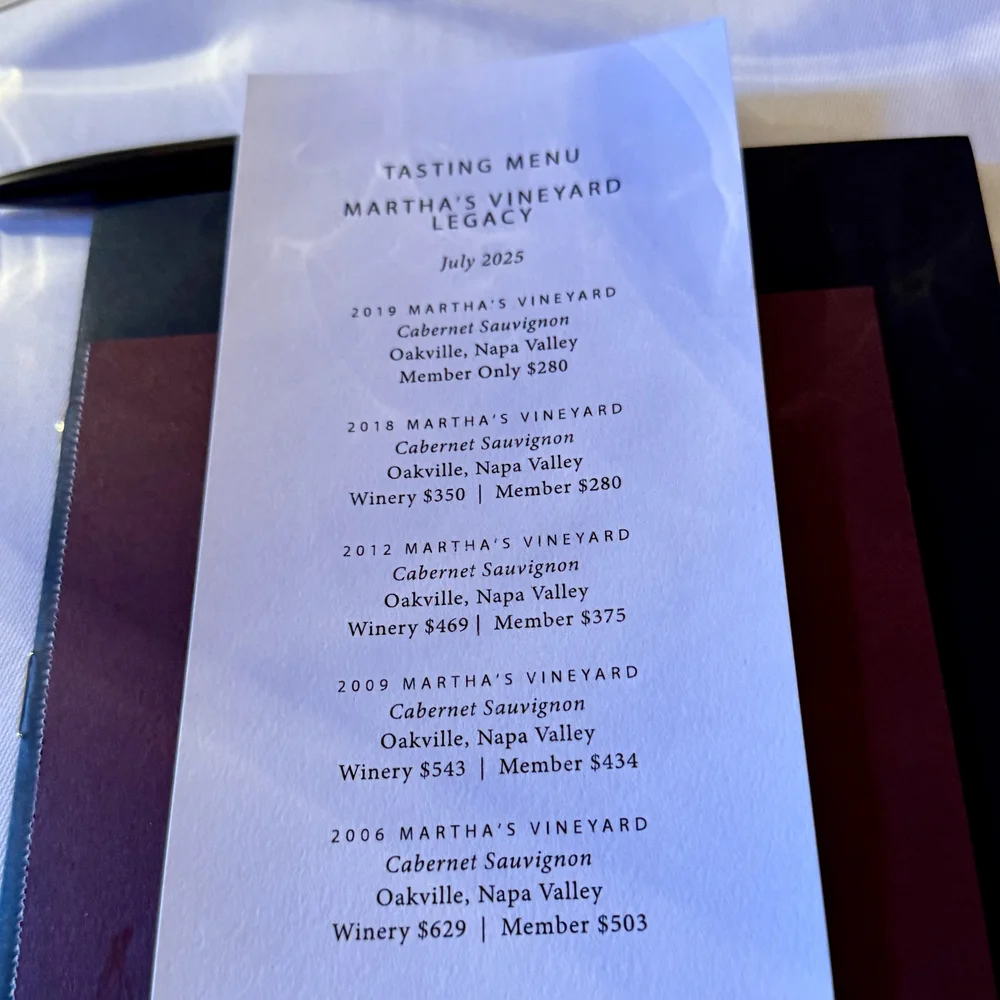 TASTING MENU
MARTHA'S VINEYARD
LEGACY
July 2025
2019 MARTHA'S VINEYARD
Cabernet Sauvignon
Oakville, Napa Valley
Member Only $280
2018 MARTHA'S VINEYARD
Cabernet Sauvignon
Oakville, Napa Valley
Winery $350 | Member $280
2012 MARTHA'S VINEYARD
Cabernet Sauvignon
Oakville, Napa Valley
Winery $469 | Member $375
2009 MARTHA'S VINEYARD
Cabernet Sauvignon
Oakville, Napa Valley
Winery $543 | Member $434
2006 MARTHA'S VINEYARD
Cabernet Sauvignon
Oakville, Napa Valley
Winery $629 | Member $503